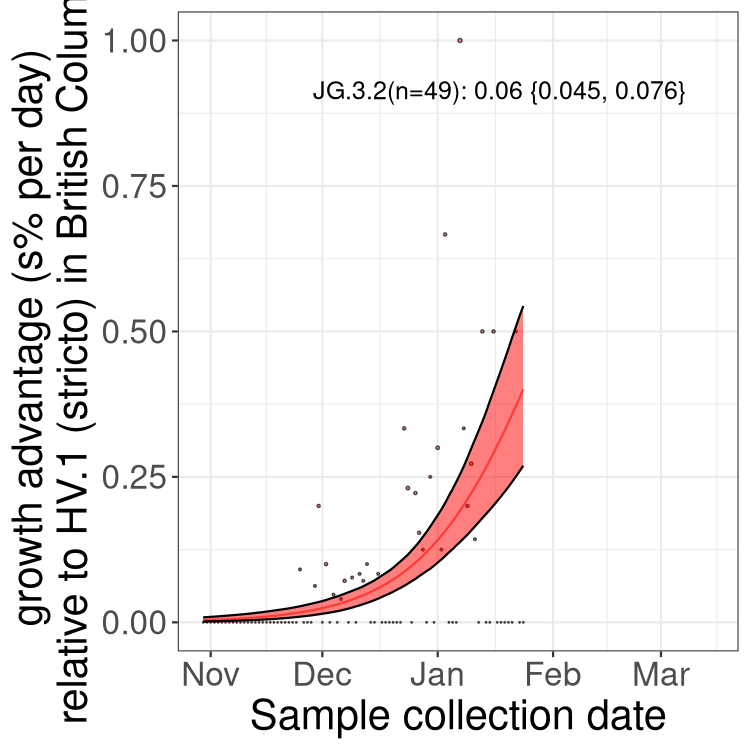 growth advantage (s% per day)
relative to HV.1 (stricto) in British Colum
1.00
0.75
0.50
0.25
0.00
JG.3.2(n=49): 0.06 {0.045, 0.076}
Nov Dec Jan Feb Mar
Sample collection date